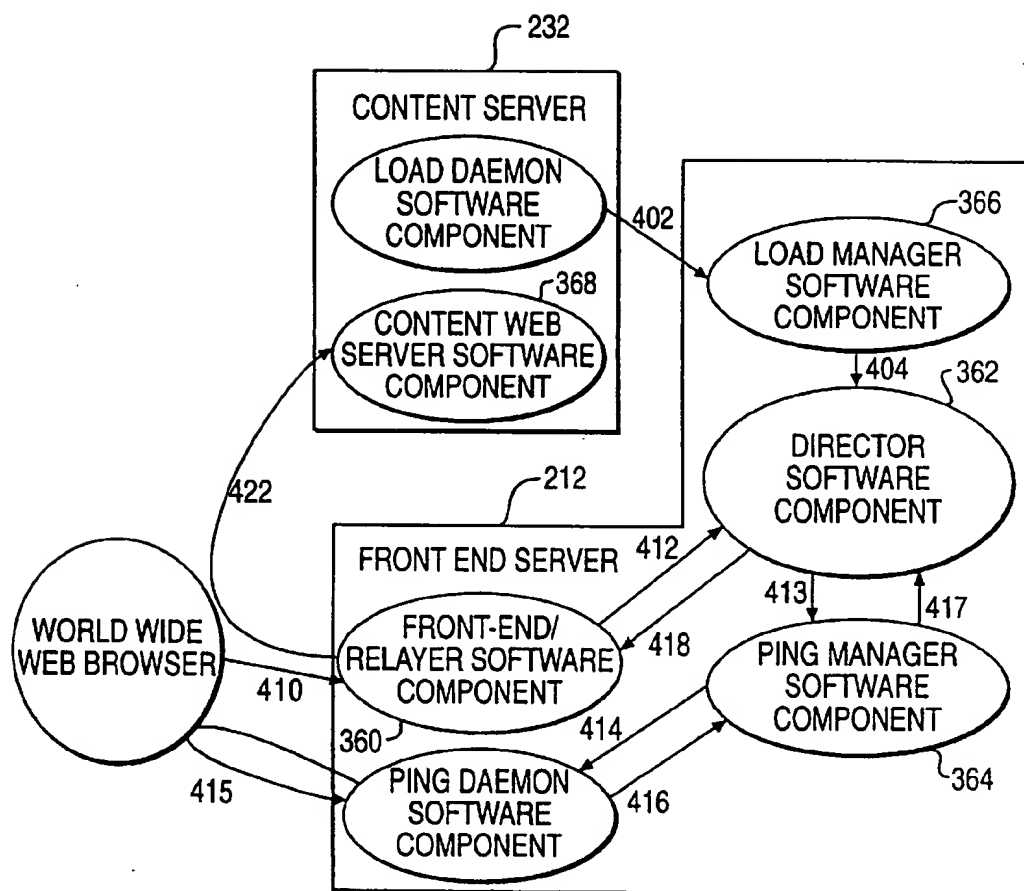 232
CONTENT SERVER
LOAD DAEMON
SOFTWARE
COMPONENT
402
366
LOAD MANAGER
SOFTWARE
COMPONENT
368
CONTENT WEB
SERVER SOFTWARE
COMPONENT
404
362
DIRECTOR
SOFTWARE
COMPONENT
422
212
FRONT END SERVER
412
413
417
WORLD WIDE
WEB BROWSER
FRONT-END/
RELAYER SOFTWARE
COMPONENT
418
410
360
PING MANAGER
SOFTWARE
COMPONENT
414
364
415
PING DAEMON
SOFTWARE
COMPONENT
416